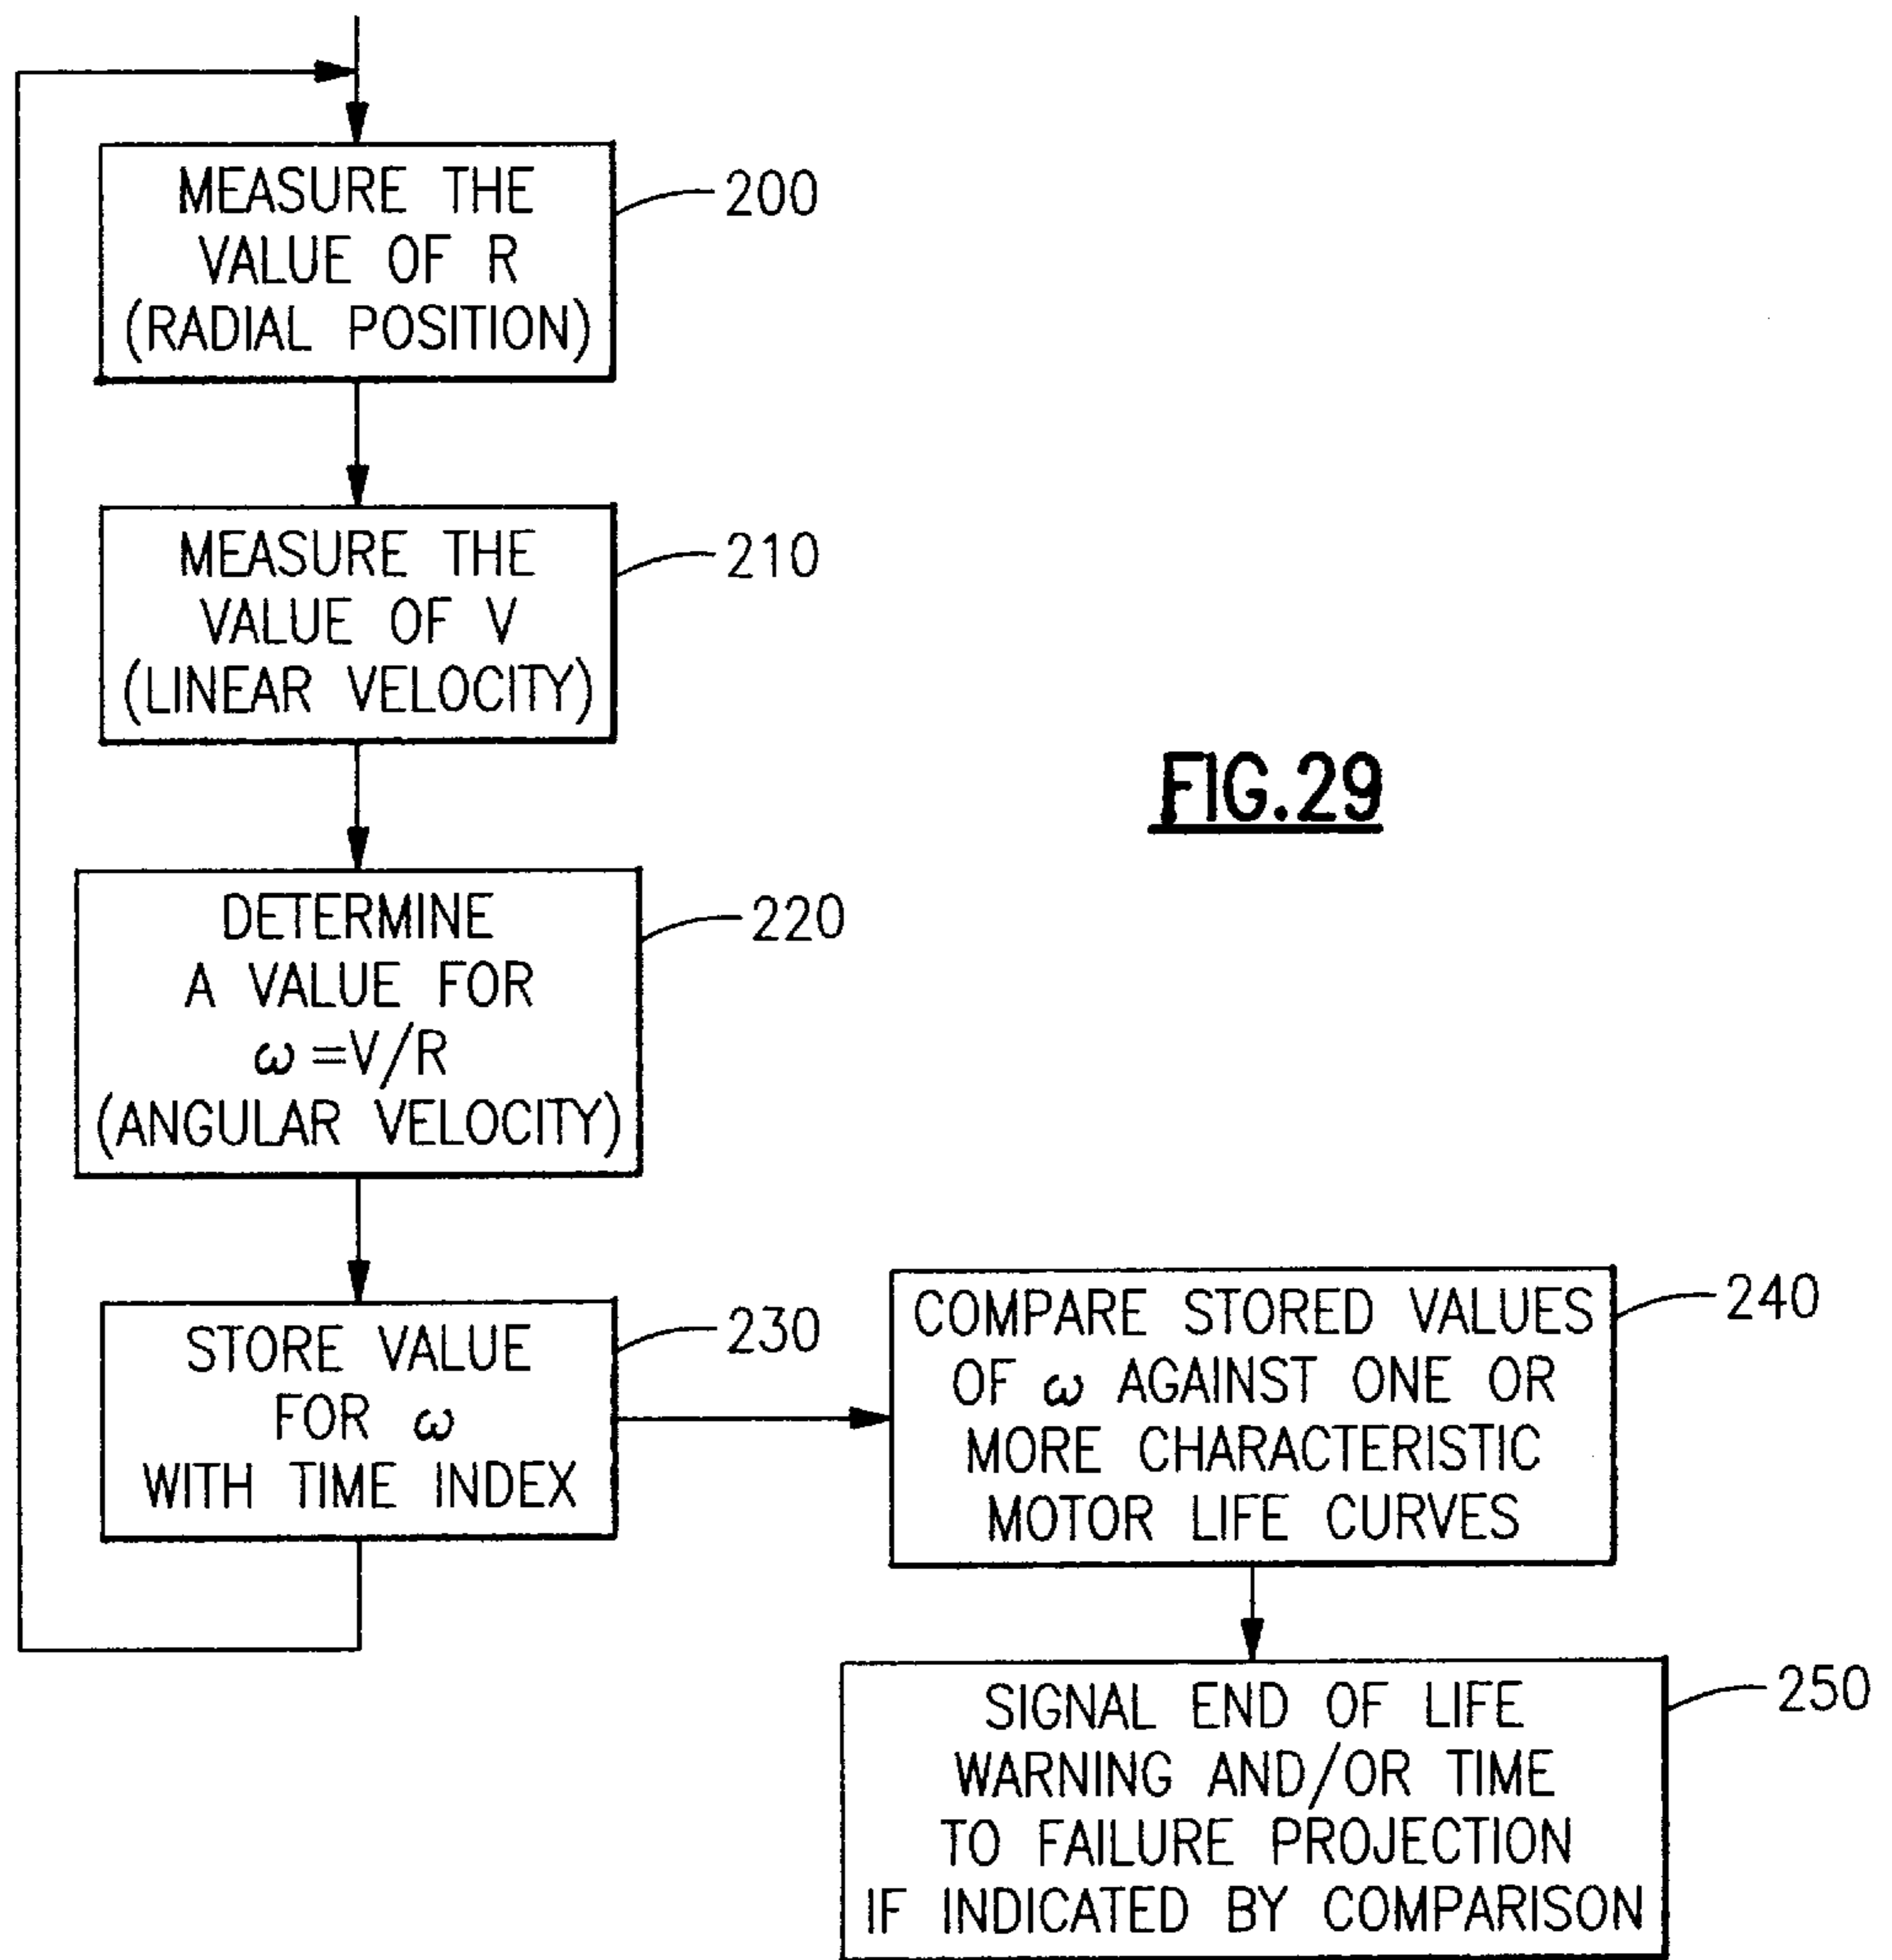 MEASURE THE
VALUE OF R
(RADIAL POSITION)
200
MEASURE THE
VALUE OF V
(LINEAR VELOCITY)
210
FIG.29
DETERMINE
A VALUE FOR
ω=V/R
(ANGULAR VELOCITY)
220
STORE VALUE
FOR ω
WITH TIME INDEX
230
COMPARE STORED VALUES
OF ω AGAINST ONE OR
MORE CHARACTERISTIC
MOTOR LIFE CURVES
240
SIGNAL END OF LIFE
WARNING AND/OR TIME
TO FAILURE PROJECTION
IF INDICATED BY COMPARISON
250